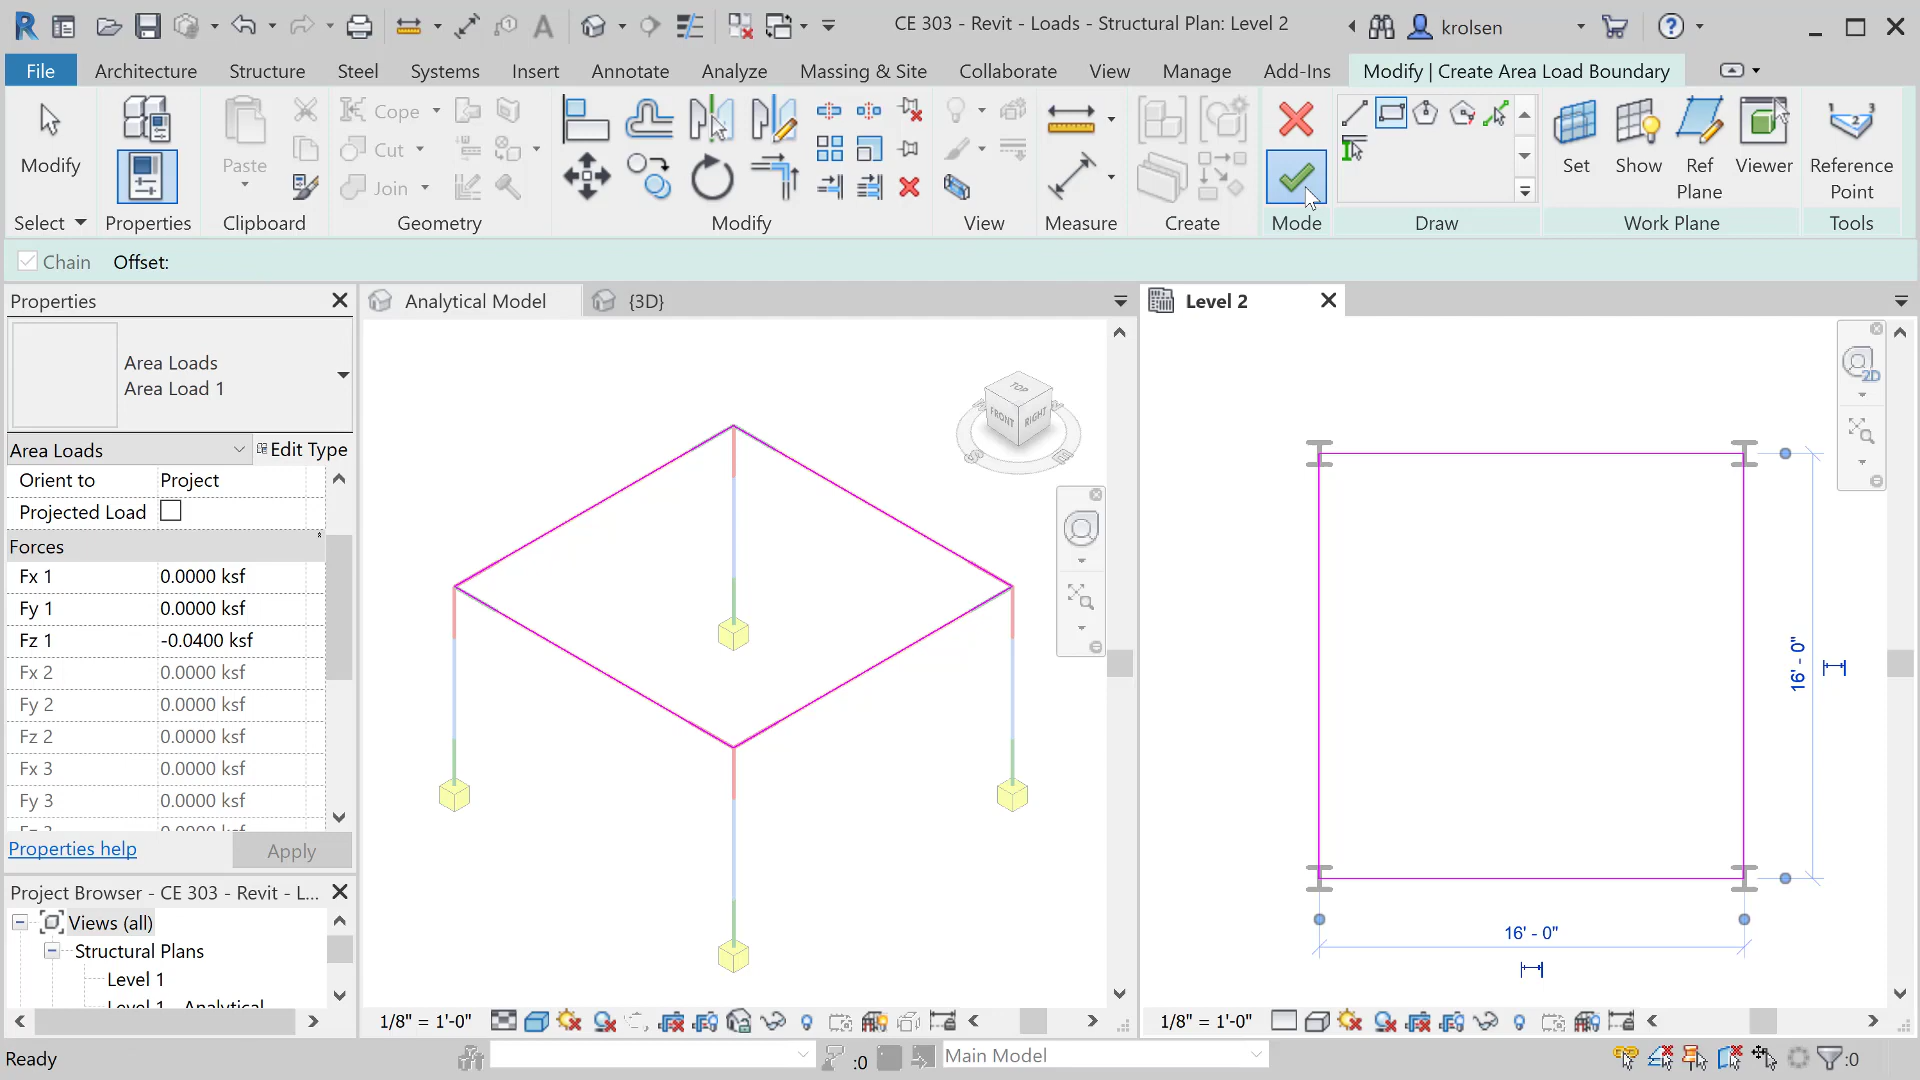 CE 303 - Revit - Loads - Structural Plan: Level 2
krolsen
File Architecture Structure Steel Systems Insert Annotate Analyze Massing & Site Collaborate View Manage Add-Ins Modify | Create Area Load Boundary
Modify
Paste
Cope
Cut
Join
Set Show Ref Plane Viewer Reference Point
Select Properties Clipboard Geometry Modify View Measure Create Mode Draw Work Plane Tools
Chain Offset:
Properties
Analytical Model {3D} Level 2
Area Loads
Area Load 1
Area Loads Edit Type
Orient to Project
Projected Load
Forces
Fx 1 0.0000 ksf
Fy 1 0.0000 ksf
Fz 1 -0.0400 ksf
Fx 2 0.0000 ksf
Fy 2 0.0000 ksf
Fz 2 0.0000 ksf
Fx 3 0.0000 ksf
Fy 3 0.0000 ksf
Properties help Apply
Project Browser - CE 303 - Revit - L...
Views (all)
Structural Plans
Level 1
Level 1 - Analytical
TOP
FRONT RIGHT
2D
16' - 0"
16' - 0"
1/8" = 1'-0" 1/8" = 1'-0"
Ready :0 Main Model :0